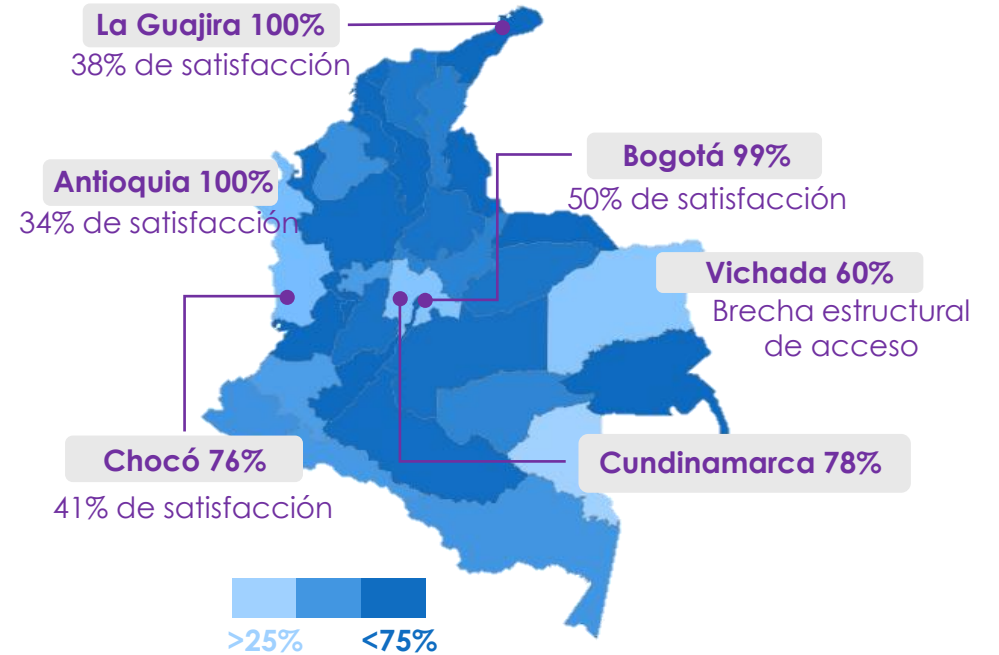 La Guajira 100%
38% de satisfacción
Antioquia 100%
34% de satisfacción
Bogotá 99%
50% de satisfacción
Vichada 60%
Brecha estructural
de acceso
Chocó 76%
41% de satisfacción
Cundinamarca 78%
>25% <75%